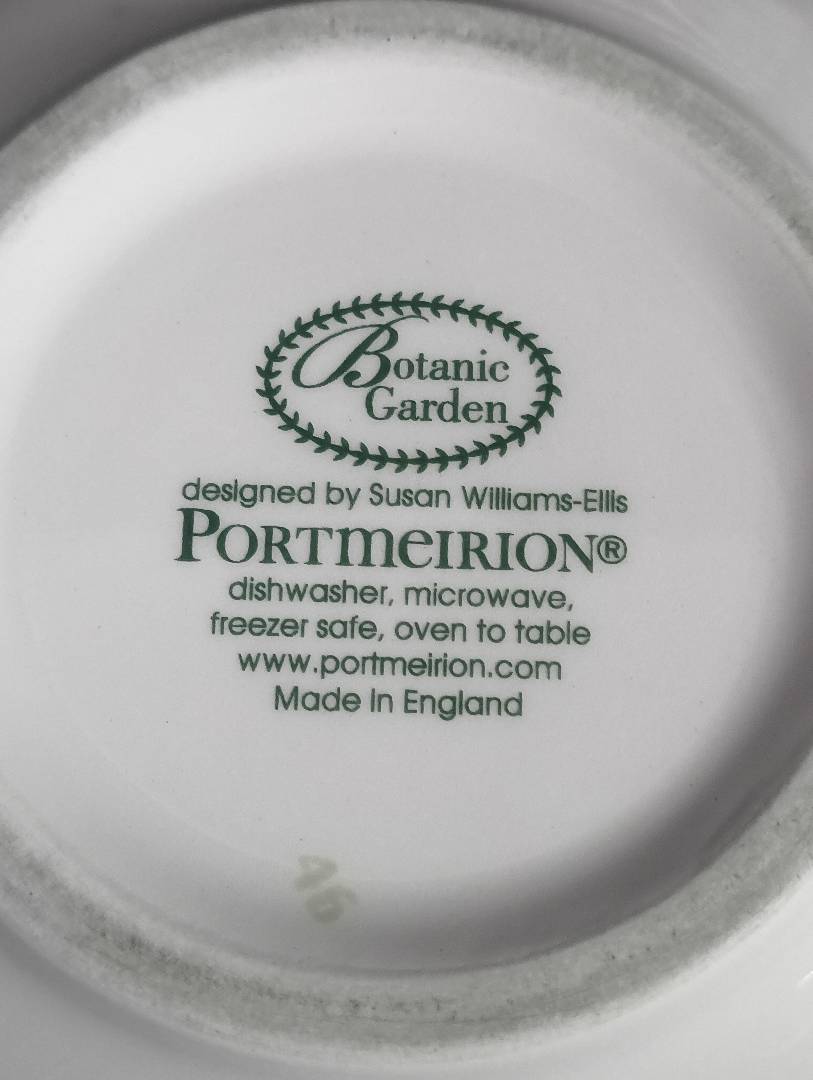 Botanic
Garden
designed by Susan Williams-Ellis
PORTMEIRION®
dishwasher, microwave,
freezer safe, oven to table
www.portmeirion.com
Made in England
46